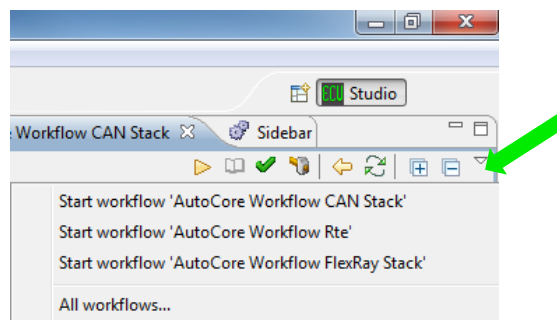 ECU Studio
Workflow CAN Stack Sidebar
Start workflow 'AutoCore Workflow CAN Stack'
Start workflow 'AutoCore Workflow Rte'
Start workflow 'AutoCore Workflow FlexRay Stack'
All workflows...